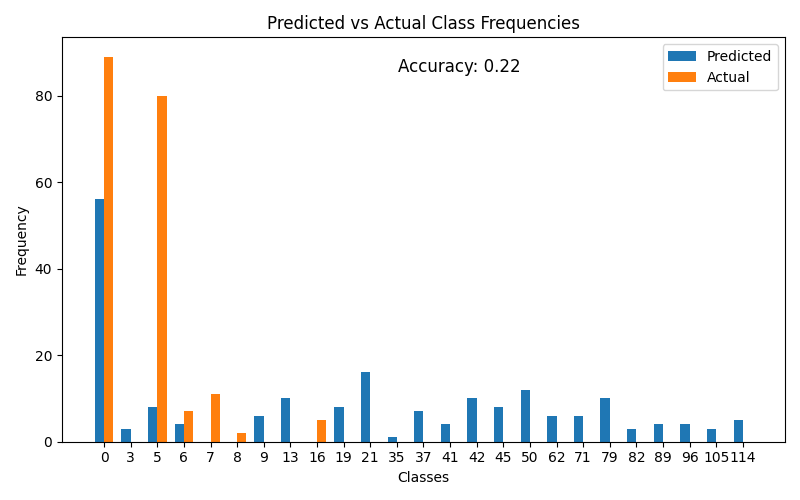 Predicted vs Actual Class Frequencies
Accuracy: 0.22
Predicted
Actual
80
60
40
20
0
Frequency
0 3 5 6 7 8 9 13 16 19 21 35 37 41 42 45 50 62 71 79 82 89 96 105 114
Classes